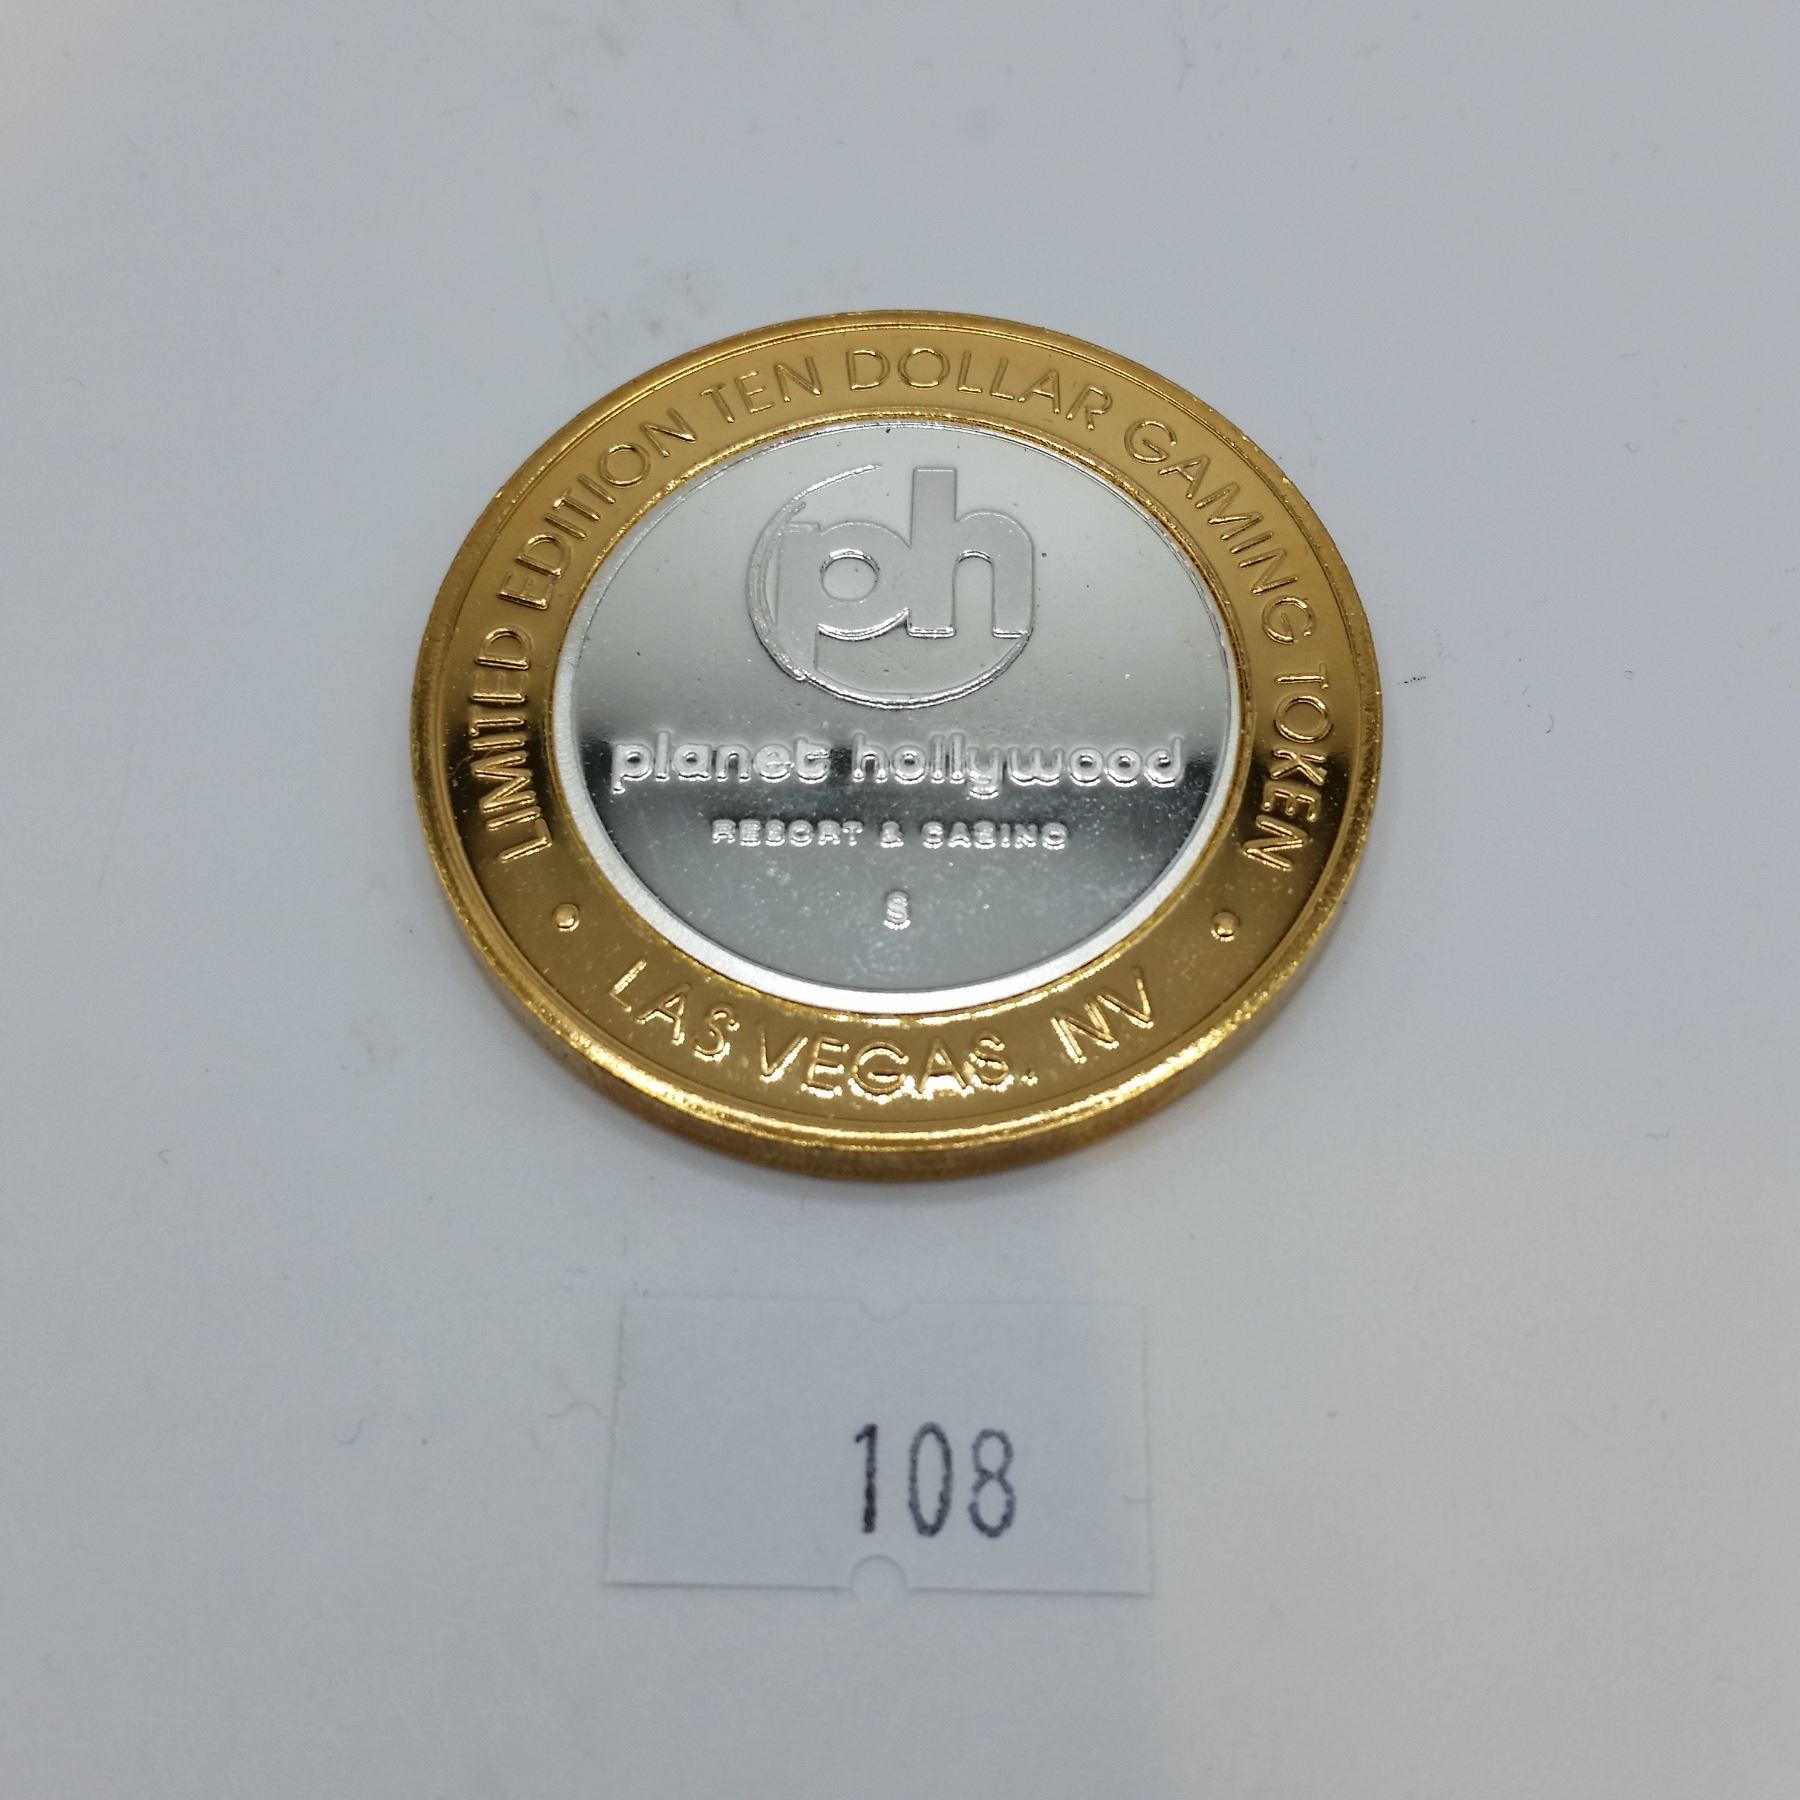 LIMITED EDITION TEN DOLLAR GAMING TOKEN
ph
planet hollywood
RESORT & CASINO
S
LAS VEGAS, NV
108